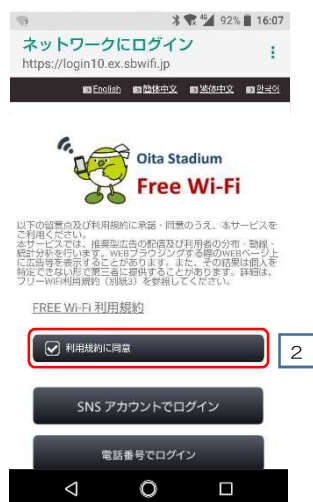 46 92% 16:07
ネットワークにログイン
https://login10.ex.sbwifi.jp
English 簡体中文 繁体中文 한국어
Oita Stadium
Free Wi-Fi
以下の留意点及び利用規約に承諾・同意のうえ、本サービスを
ご利用ください。
本サービスでは、推奨型広告の配信及び利用者の分布・動線・
統計分析を行います。WEBブラウジングする際のWEBページ上
に広告等を表示することがあります。また、その結果は個人を
特定できない形で第三者に提供することがあります。詳細は、
フリーWiFi利用規約（別紙3）を参照してください。
FREE Wi-Fi 利用規約
利用規約に同意
2
SNS アカウントでログイン
電話番号でログイン